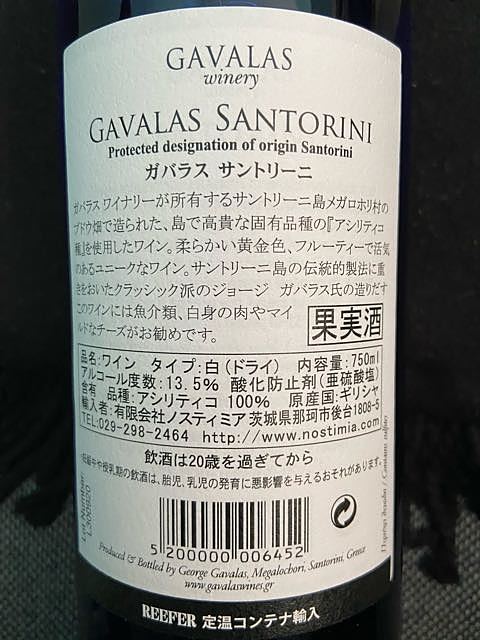 GAVALAS
winery
GAVALAS SANTORINI
Protected designation of origin Santorini
ガバラス サントリーニ
ガバラス ワイナリーが所有するサントリーニ島メガロホリ村の
ブドウ畑で造られた、島で高貴な固有品種の『アシリティコ
種』を使用したワイン。柔らかい黄金色、フルーティーで活気
のあるユニークなワイン。サントリーニ島の伝統的製法に重
きをおいたクラッシック派のジョージ ガバラス氏の造りだす
このワインには魚介類、白身の肉やマイ
ルドなチーズがお勧めです。
果実酒
品名:ワイン タイプ:白(ドライ) 内容量:750ml
アルコール度数:13.5% 酸化防止剤(亜硫酸塩)
含有 品種:アシリティコ 100% 原産国:ギリシヤ
輸入者:有限会社ノスティミア茨城県那珂市後台1808-5
TEL:029-298-2464 http://www.nostimia.com
飲酒は20歳を過ぎてから
妊娠中や授乳期の飲酒は、胎児、乳児の発育に悪影響を与えるおそれがあります。
Lot Number
5 200000 006452
Produced & Bottled by George Gavalas, Megalochori, Santorini, Greece
www.gavalaswines.gr
REEFER 定温コンテナ輸入